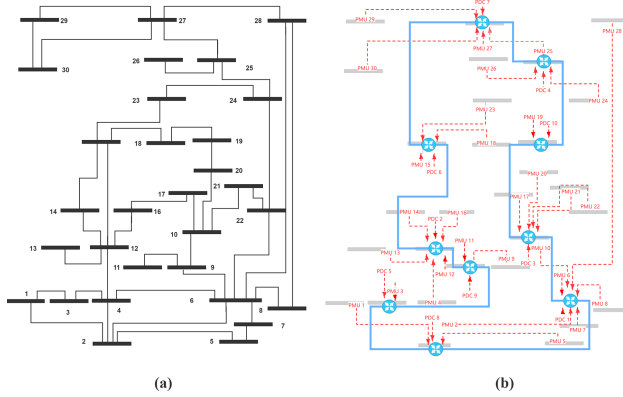 29
27
28
30
26
25
23
24
18
19
20
21
17
14
16
22
13
12
10
11
9
1
3
4
6
8
7
2
5
(a)
PDC 7
PMU 29
PMU 28
PMU 27
PMU 25
PMU 30
PMU 26
PDC 4
PMU 24
PMU 23
PMU 19
PDC 10
PMU 18
PMU 15
PDC 6
PMU 20
PMU 21
PMU 17
PMU 22
PMU 14
PDC 2
PMU 16
PMU 11
PMU 10
PMU 13
PMU 9
PDC 3
PDC 5
PMU 12
PMU 6
PMU 3
PDC 9
PMU 1
PMU 4
PMU 8
PDC 8
PMU 2
PDC 1
PMU 7
PMU 5
(b)